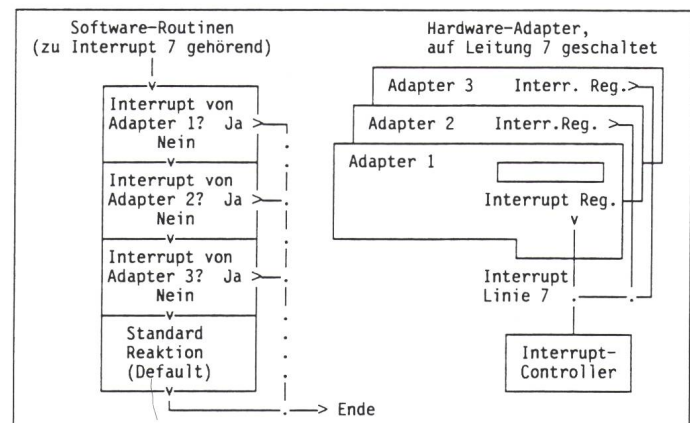 Software-Routinen
(zu Interrupt 7 gehörend)
Interrupt von
Adapter 1? Ja
Nein
Interrupt von
Adapter 2? Ja
Nein
Interrupt von
Adapter 3? Ja
Nein
Standard
Reaktion
(Default)
Ende
Hardware-Adapter,
auf Leitung 7 geschaltet
Adapter 3 Interr. Reg.
Adapter 2 Interr.Reg.
Adapter 1
Interrupt Reg.
Interrupt
Linie 7
Interrupt-
Controller